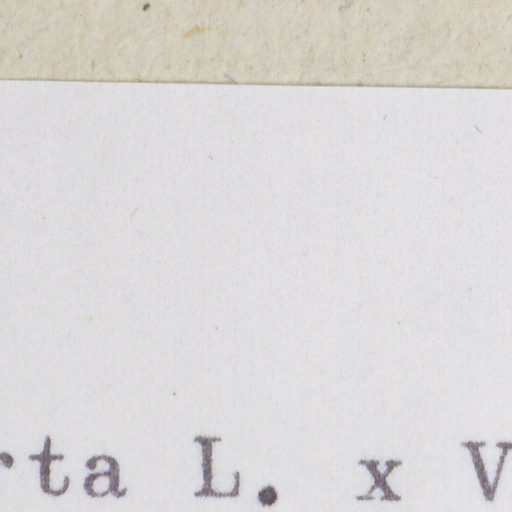 rta L. x V